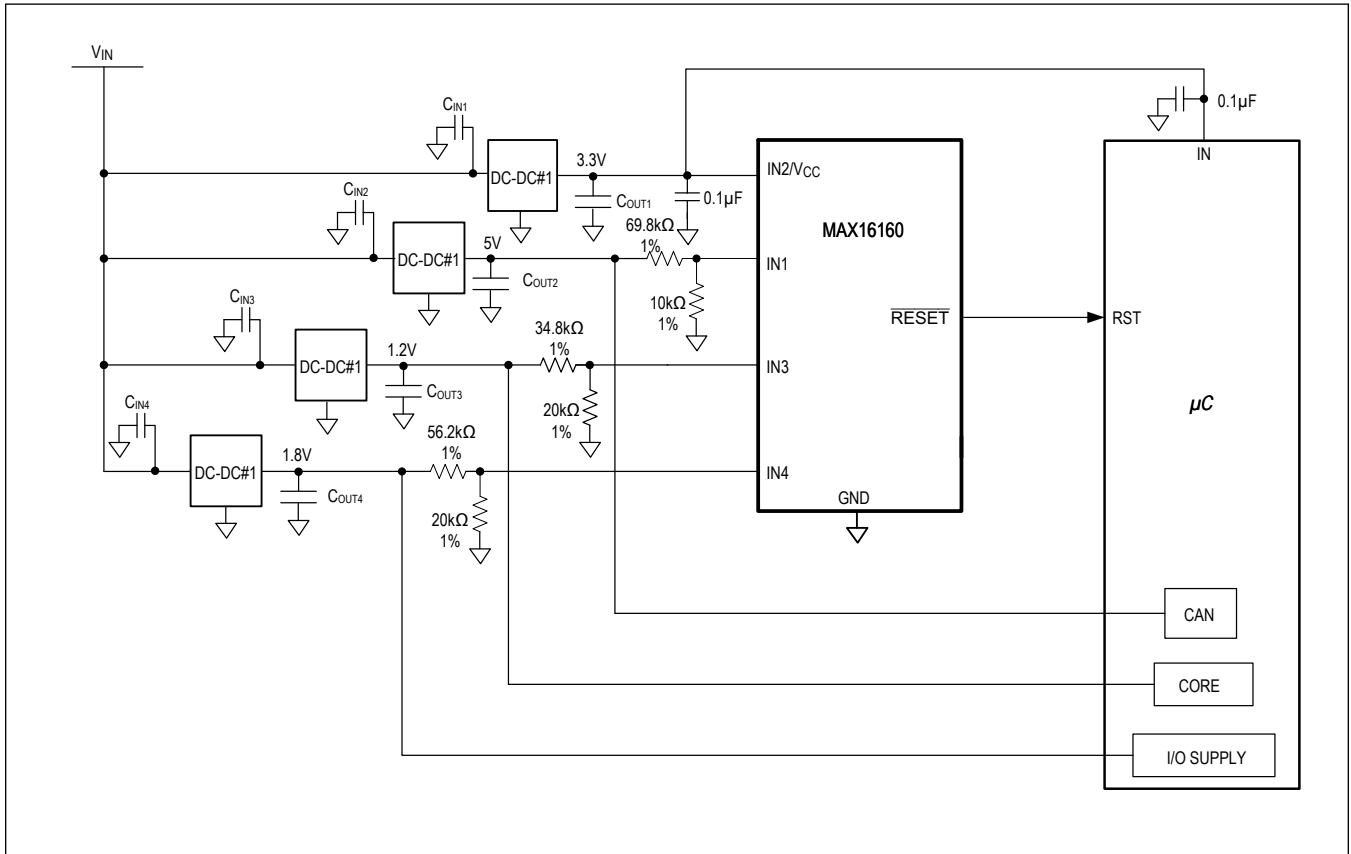 VIN
CIN1
DC-DC#1
3.3V
COUT1
0.1µF
0.1µF
IN
IN2/VCC
MAX16160
CIN2
DC-DC#1
5V
COUT2
69.8kΩ
1%
IN1
10kΩ
1%
RESET
RST
CIN3
DC-DC#1
1.2V
COUT3
34.8kΩ
1%
IN3
20kΩ
1%
µC
CIN4
DC-DC#1
1.8V
COUT4
56.2kΩ
1%
IN4
20kΩ
1%
GND
CAN
CORE
I/O SUPPLY